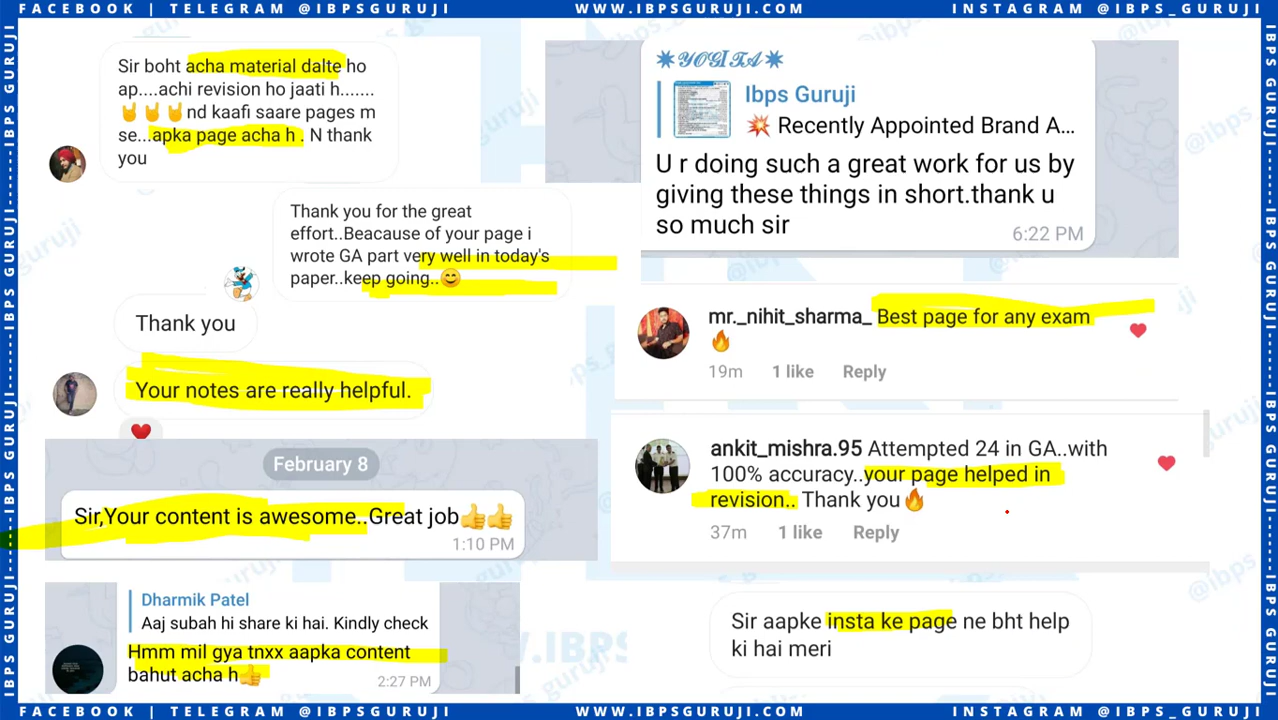 FACEBOOK | TELEGRAM @IBPSGURUJI WWW.IBPSGURUJI.COM INSTAGRAM @IBPS_GURUJI
Sir boht acha material dalte ho
ap....achi revision ho jaati h.......
🤘🤘🤘nd kaafi saare pages m
se...apka page acha h . N thank
you
Thank you for the great
effort..Beacause of your page i
wrote GA part very well in today's
paper..keep going..😊
Thank you
Your notes are really helpful.
February 8
Sir,Your content is awesome..Great job👍👍
1:10 PM
Dharmik Patel
Aaj subah hi share ki hai. Kindly check
Hmm mil gya tnxx aapka content
bahut acha h👍
2:27 PM
✷𝒴𝒪𝒢𝐼𝒯𝒜✷
Ibps Guruji
💥 Recently Appointed Brand A...
U r doing such a great work for us by
giving these things in short.thank u
so much sir
6:22 PM
mr._nihit_sharma_ Best page for any exam
🔥
19m 1 like Reply
ankit_mishra.95 Attempted 24 in GA..with
100% accuracy..your page helped in
revision.. Thank you🔥
37m 1 like Reply
Sir aapke insta ke page ne bht help
ki hai meri
FACEBOOK | TELEGRAM @IBPSGURUJI WWW.IBPSGURUJI.COM INSTAGRAM @IBPS_GURUJI